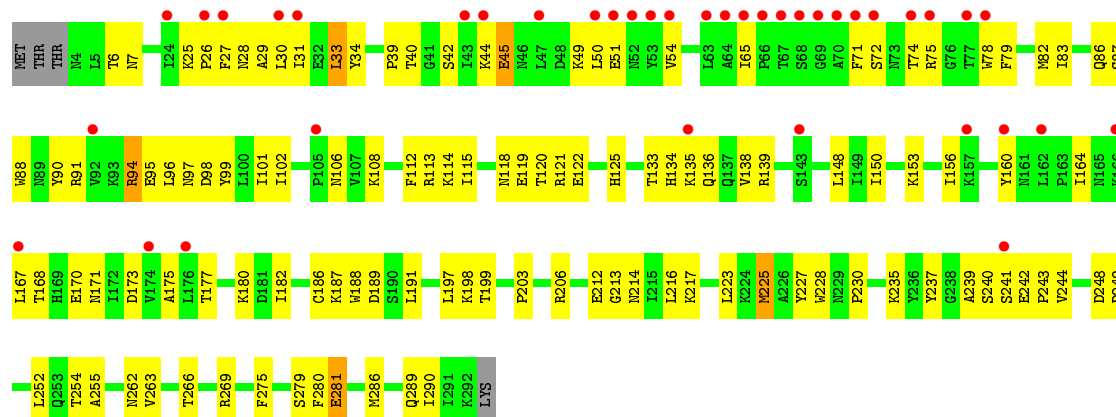 MET THR THR N4 L5 T6 N7 I24 K25 P26 F27 N28 A29 L30 I31 E32 L33 Y34 P39 T40 G41 S42 I43 K44 E45 N46 L47 D48 K49 L50 E51 N52 Y53 V54 L63 A64 I65 P66 T67 S68 G69 A70 F71 S72 N73 T74 R75 G76 T77 W78 F79 M82 I83 Q86
W88 N89 Y90 R91 V92 K93 R94 E95 L96 N97 D98 Y99 L100 I101 I102 P105 N106 V107 K108 F112 R113 K114 I115 N118 E119 T120 R121 E122 H125 T133 H134 K135 Q136 Q137 V138 R139 S143 L148 I149 I150 K153 I156 K157 Y160 N161 L162 P163 I164 N165 K166
L167 T168 H169 E170 N171 I172 D173 V174 A175 L176 T177 K180 D181 I182 C186 K187 W188 D189 S190 L191 L197 K198 T199 P203 R206 E212 G213 N214 I215 L216 K217 L223 K224 M225 A226 Y227 W228 N229 P230 K235 Y236 Y237 G238 A239 S240 S241 E242 P243 V244 D248
L252 Q253 T254 A255 N262 V263 T266 R269 F275 S279 F280 E281 M286 Q289 I290 I291 K292 LYS